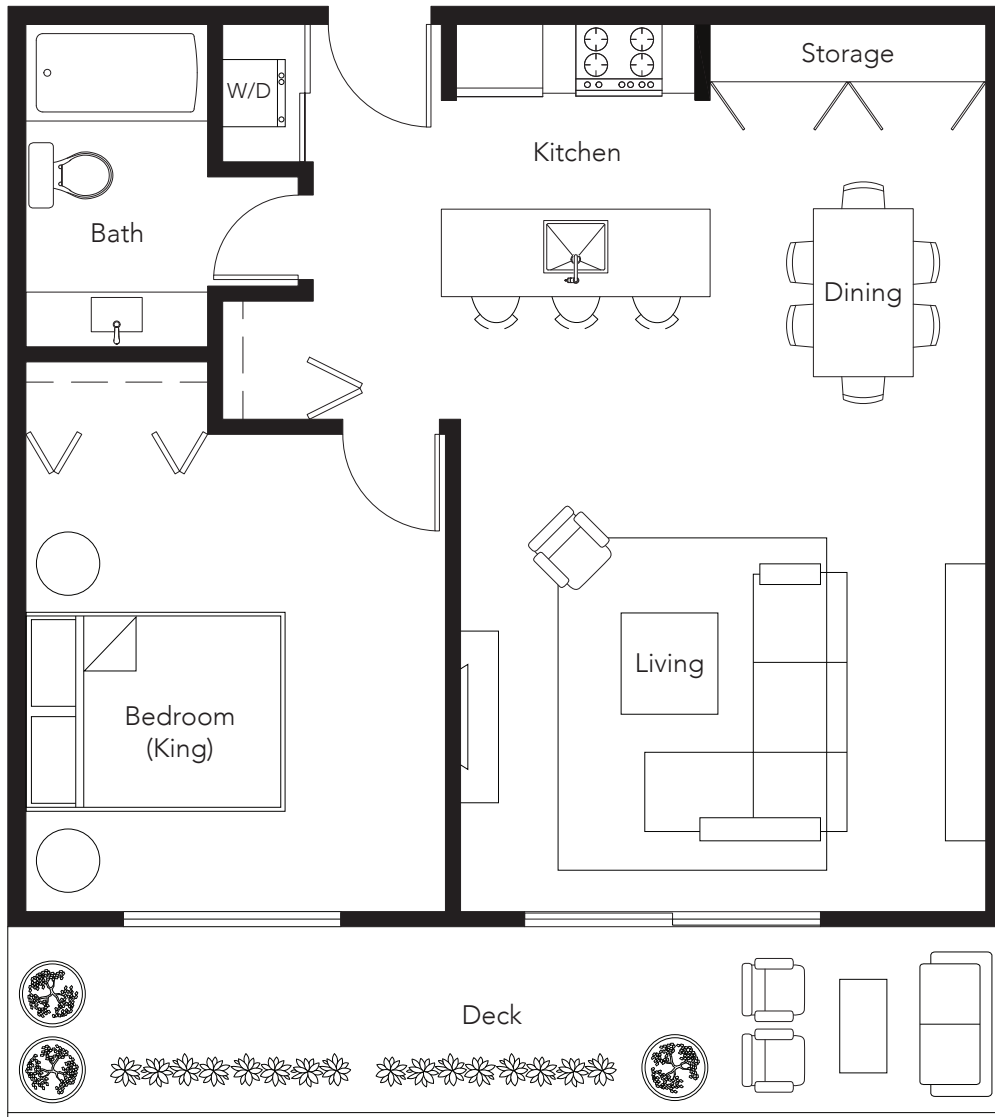 Storage
W/D
Kitchen
Bath
Dining
Living
Bedroom
(King)
Deck